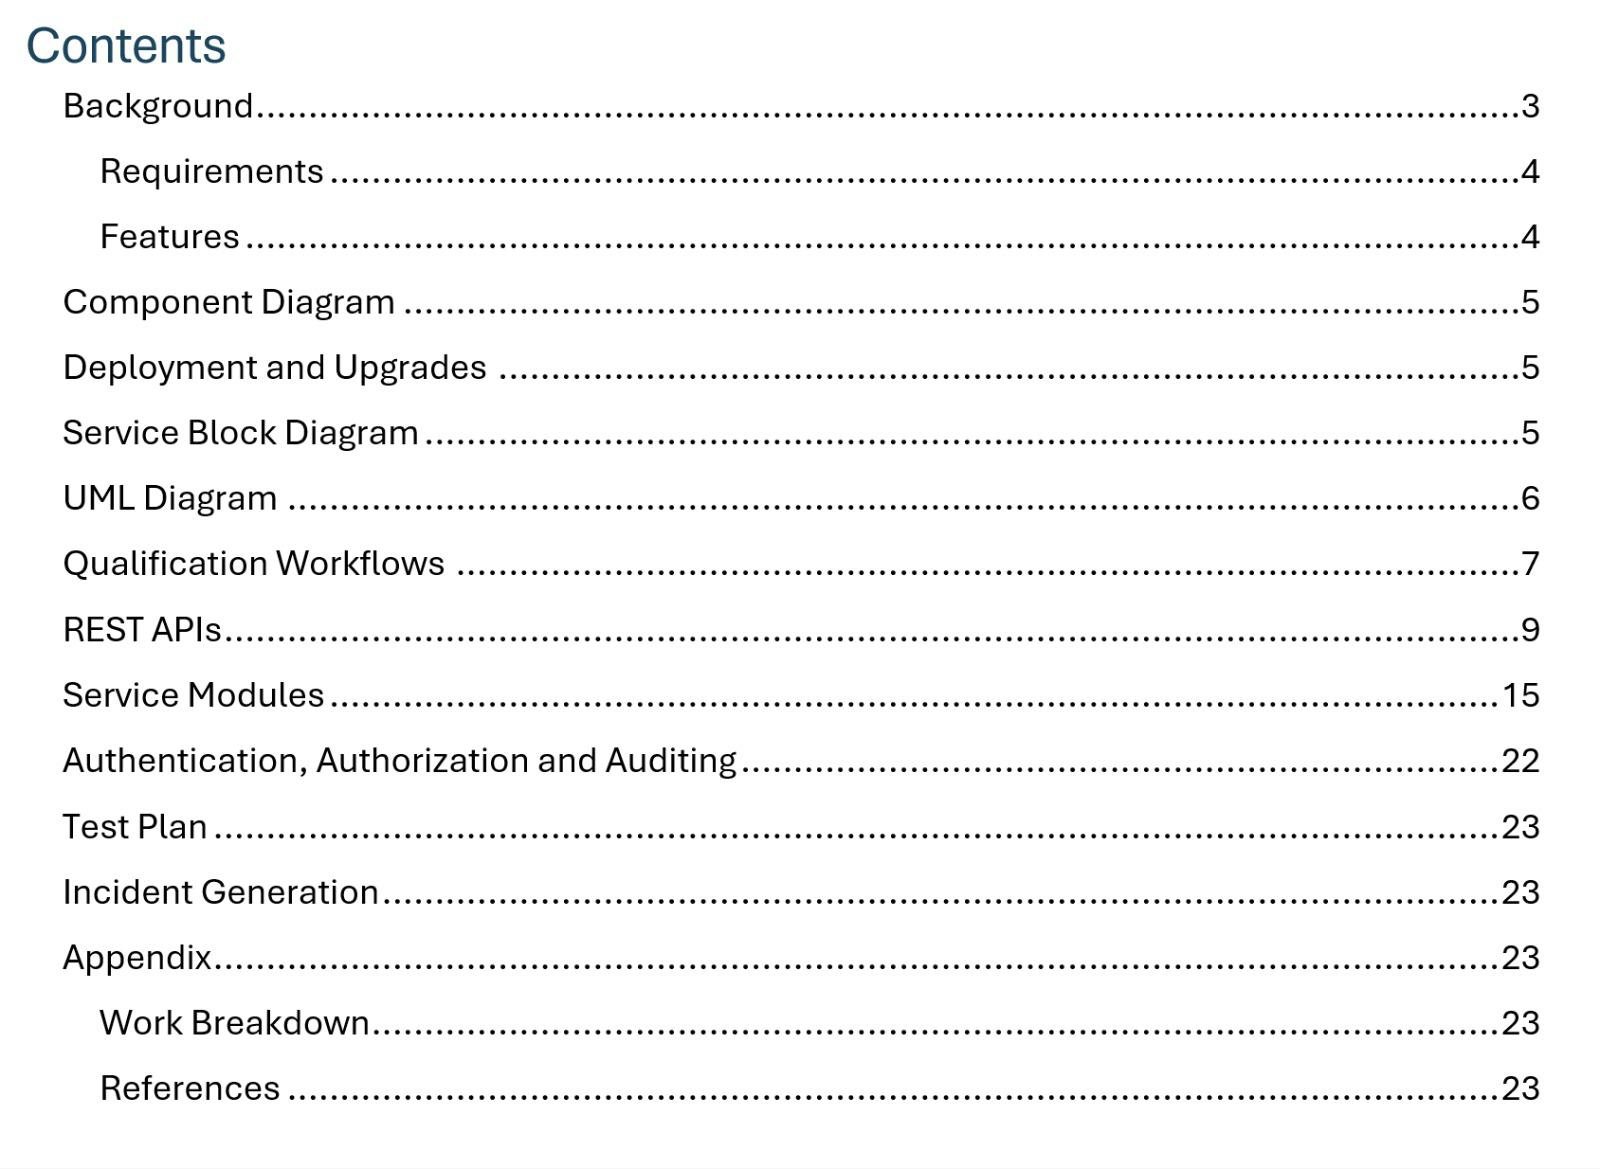 Contents
Background...3
Requirements...4
Features...4
Component Diagram...5
Deployment and Upgrades...5
Service Block Diagram...5
UML Diagram...6
Qualification Workflows...7
REST APIs...9
Service Modules...15
Authentication, Authorization and Auditing...22
Test Plan...23
Incident Generation...23
Appendix...23
Work Breakdown...23
References...23